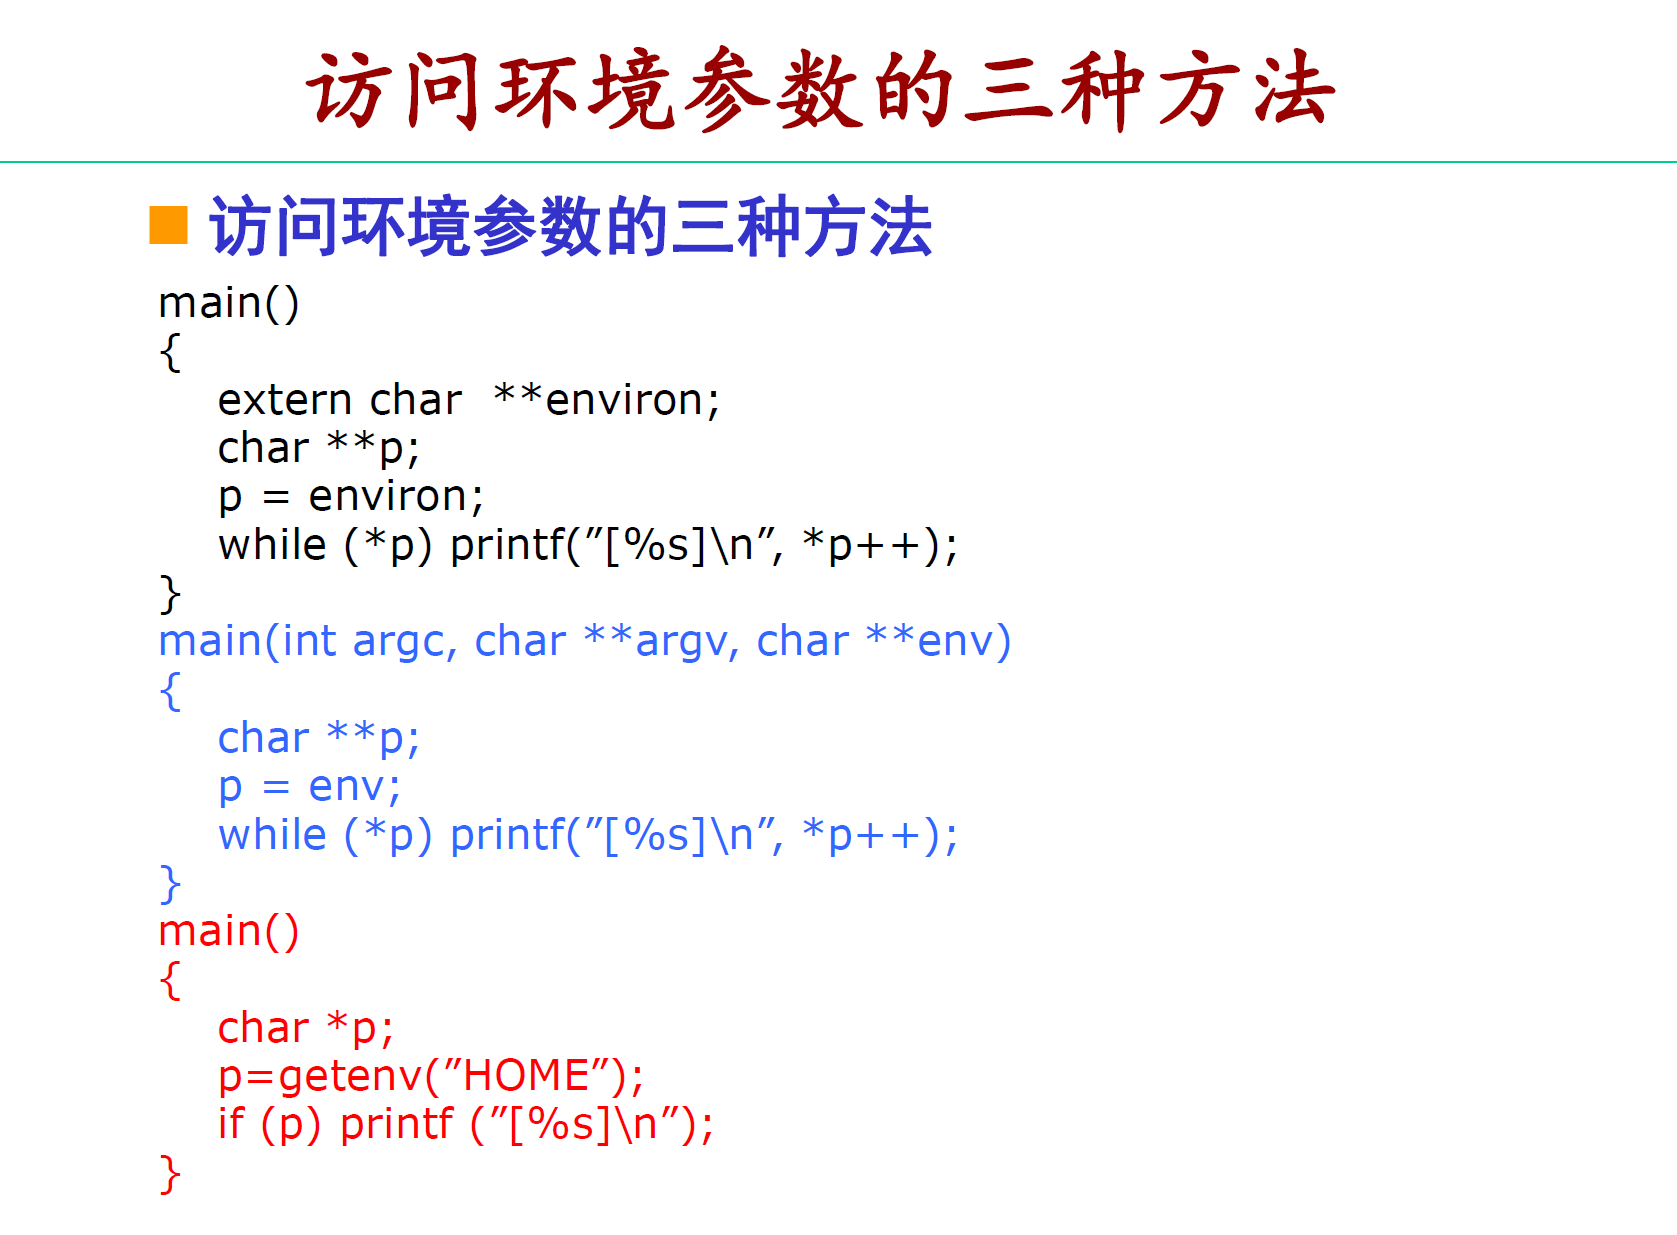 访问环境参数的三种方法
访问环境参数的三种方法
main()
{
extern char  **environ;
char **p;
p = environ;
while (*p) printf(”[%s]\n”, *p++);
}
main(int argc, char **argv, char **env)
{
char **p;
p = env;
while (*p) printf(”[%s]\n”, *p++);
}
main()
{
char *p;
p=getenv(”HOME”);
if (p) printf (”[%s]\n”);
}